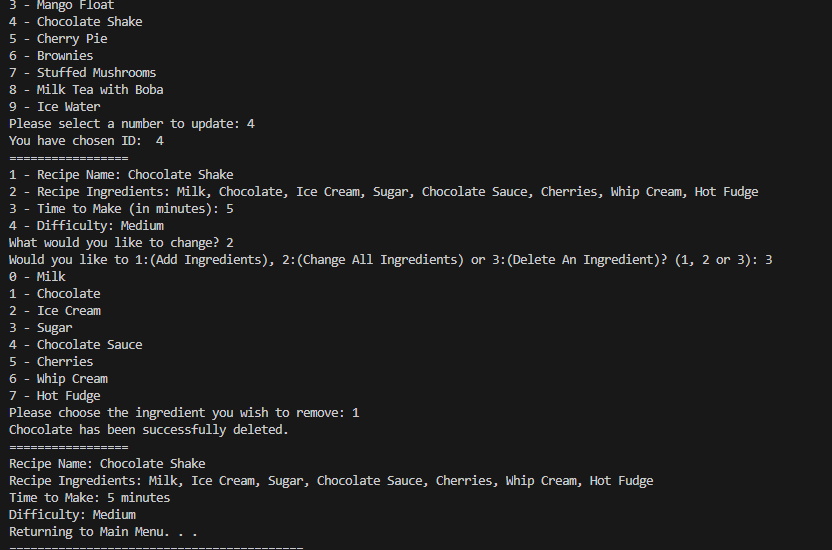 3 - Mango Float
4 - Chocolate Shake
5 - Cherry Pie
6 - Brownies
7 - Stuffed Mushrooms
8 - Milk Tea with Boba
9 - Ice Water
Please select a number to update: 4
You have chosen ID:  4
=================
1 - Recipe Name: Chocolate Shake
2 - Recipe Ingredients: Milk, Chocolate, Ice Cream, Sugar, Chocolate Sauce, Cherries, Whip Cream, Hot Fudge
3 - Time to Make (in minutes): 5
4 - Difficulty: Medium
What would you like to change? 2
Would you like to 1:(Add Ingredients), 2:(Change All Ingredients) or 3:(Delete An Ingredient)? (1, 2 or 3): 3
0 - Milk
1 - Chocolate
2 - Ice Cream
3 - Sugar
4 - Chocolate Sauce
5 - Cherries
6 - Whip Cream
7 - Hot Fudge
Please choose the ingredient you wish to remove: 1
Chocolate has been successfully deleted.
=================
Recipe Name: Chocolate Shake
Recipe Ingredients: Milk, Ice Cream, Sugar, Chocolate Sauce, Cherries, Whip Cream, Hot Fudge
Time to Make: 5 minutes
Difficulty: Medium
Returning to Main Menu. . .
==========================================